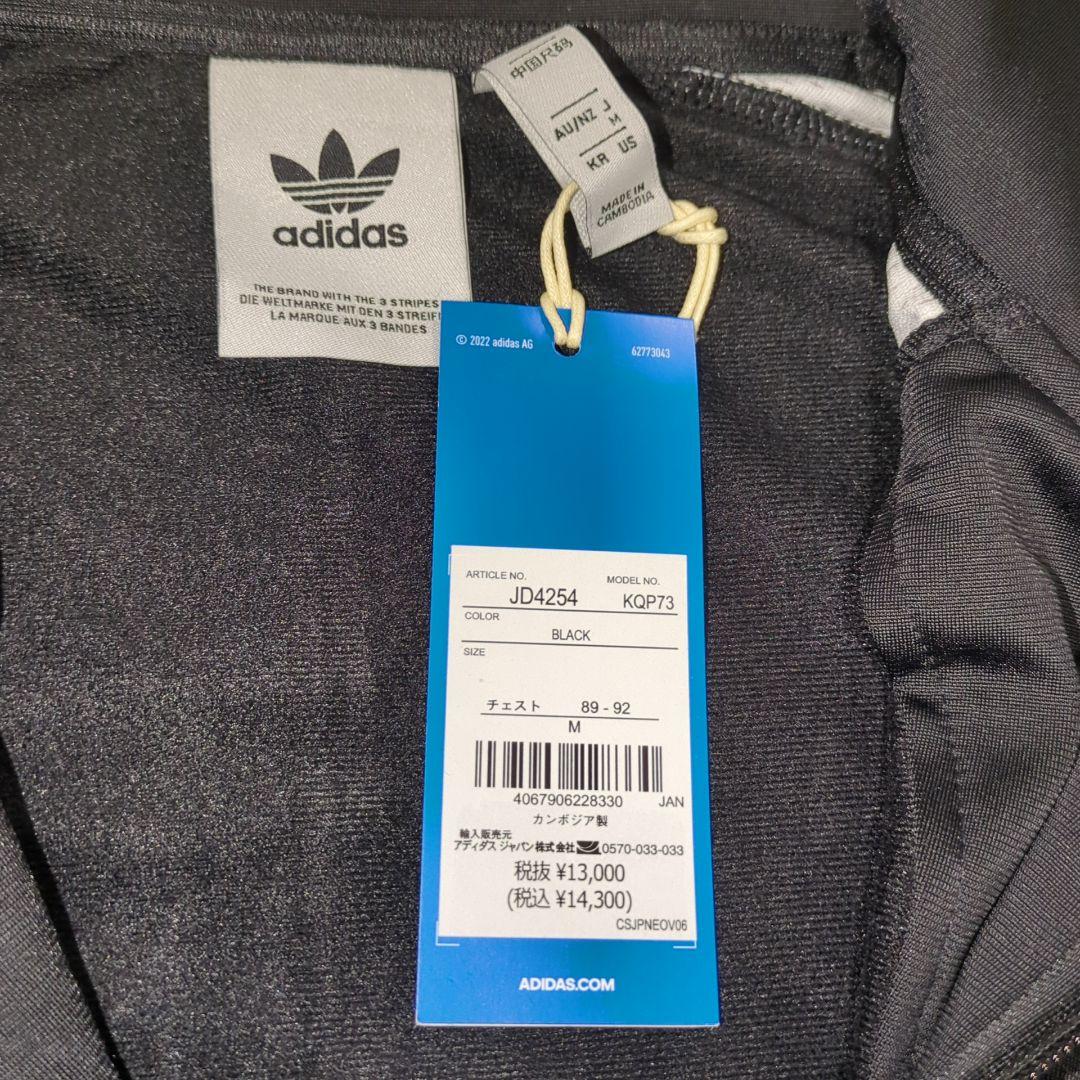 adidas
THE BRAND WITH THE 3 STRIPES
DIE WELTMARKE MIT DEN 3 STREIF
LA MARQUE AUX 3 BANDES
中国尺码
AU/NZ J
M
KR US
MADE IN
CAMBODIA
© 2022 adidas AG 62773043
ARTICLE NO. MODEL NO.
JD4254 KQP73
COLOR
BLACK
SIZE
チェスト 89 - 92
M
4067906228330 JAN
カンボジア製
輸入販売元
アディダス ジャパン株式会社 0570-033-033
税抜 ¥13,000
(税込 ¥14,300)
CSJPNEOV06
ADIDAS.COM